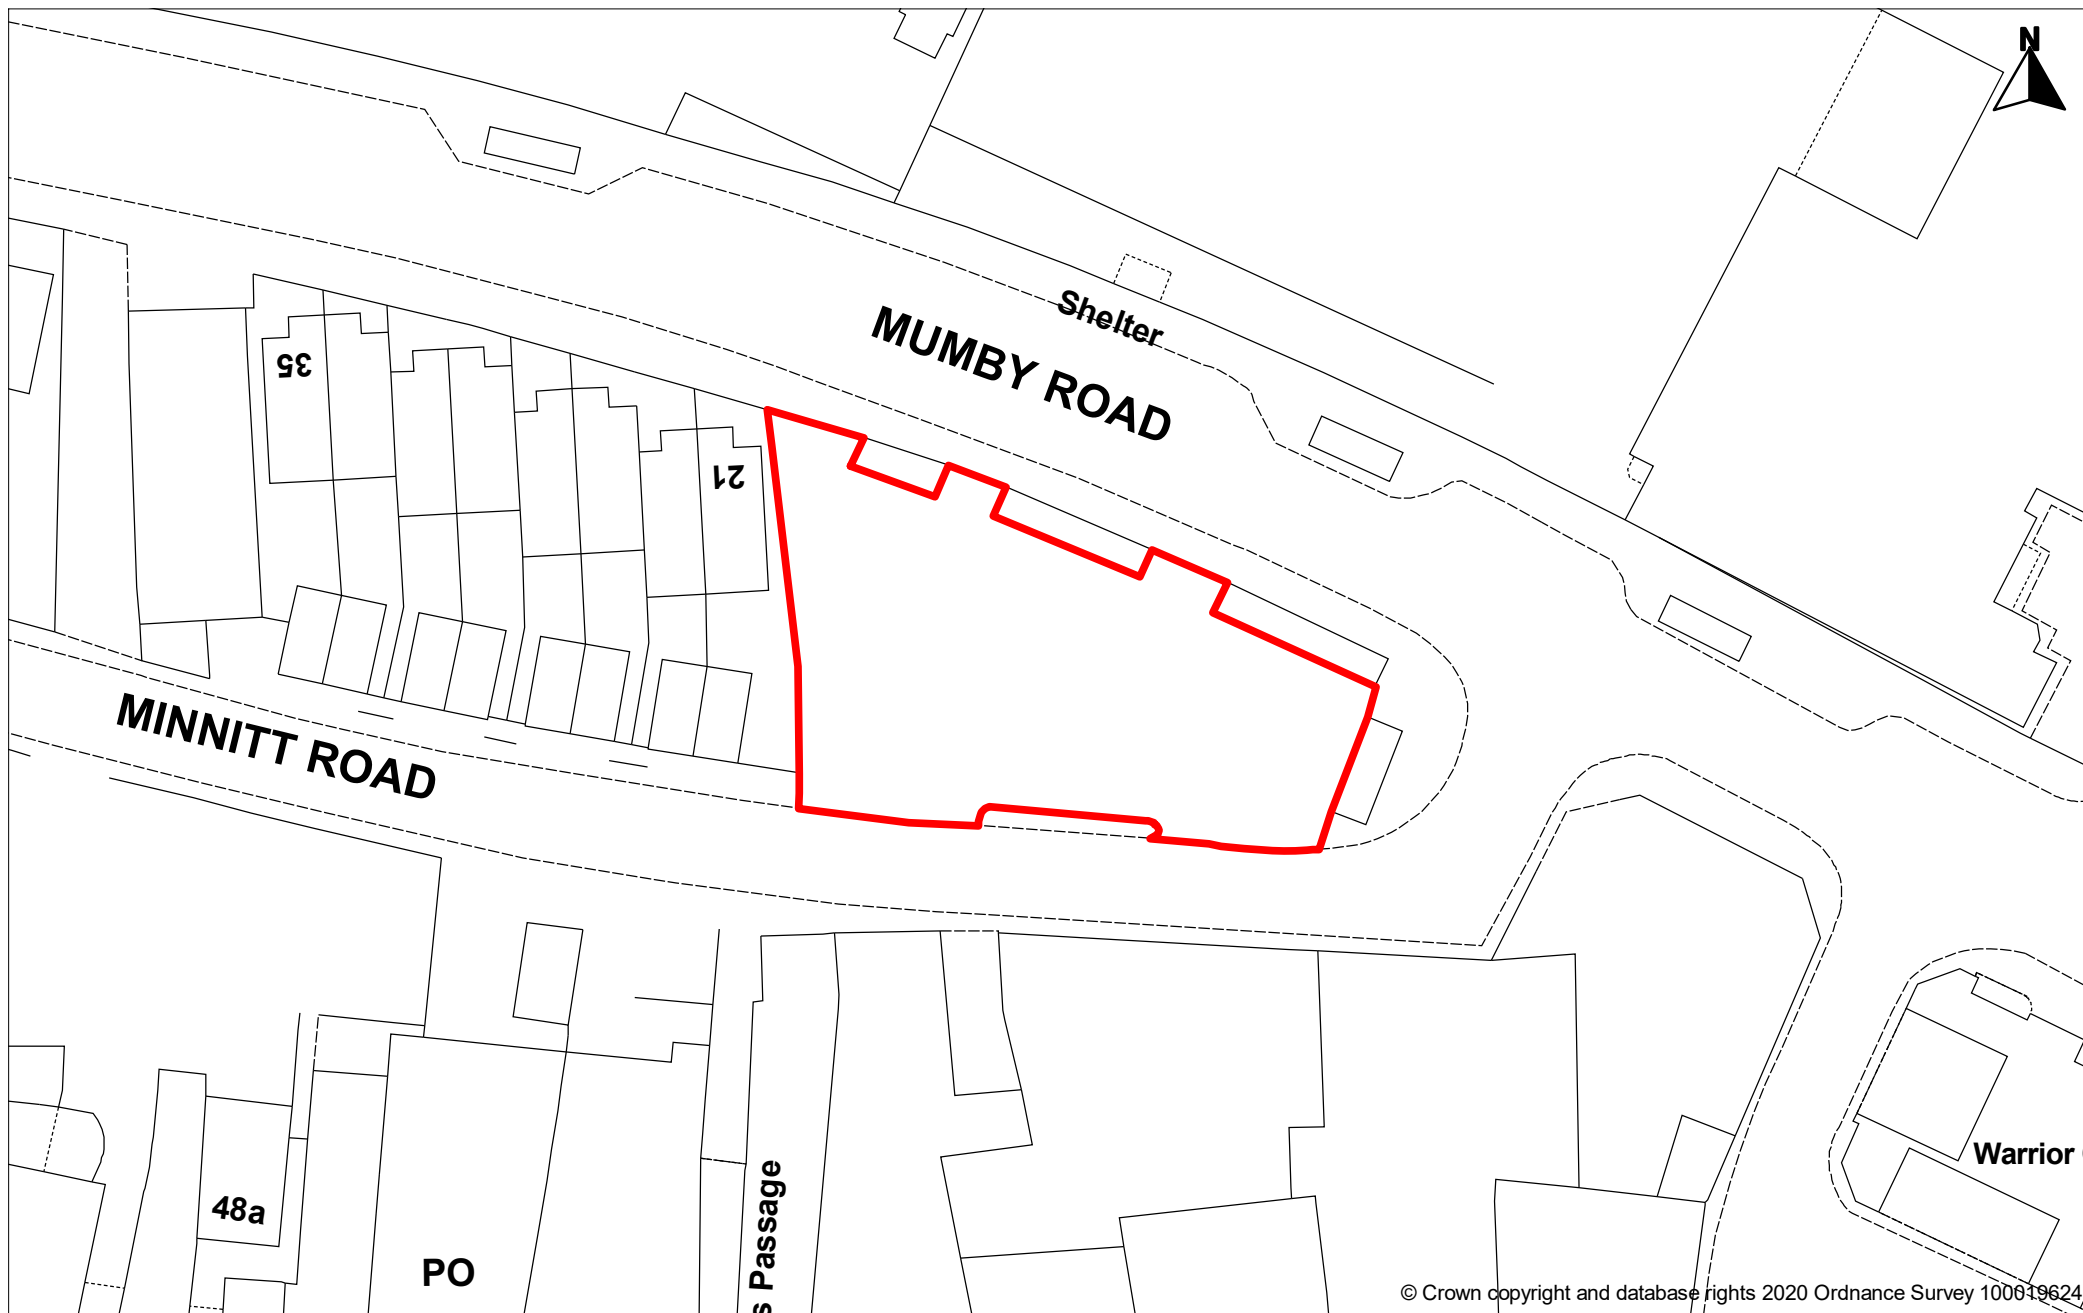 N
Shelter
MUMBY ROAD
35
21
MINNITT ROAD
Warrior
48a
s Passage
PO
© Crown copyright and database rights 2020 Ordnance Survey 100019624